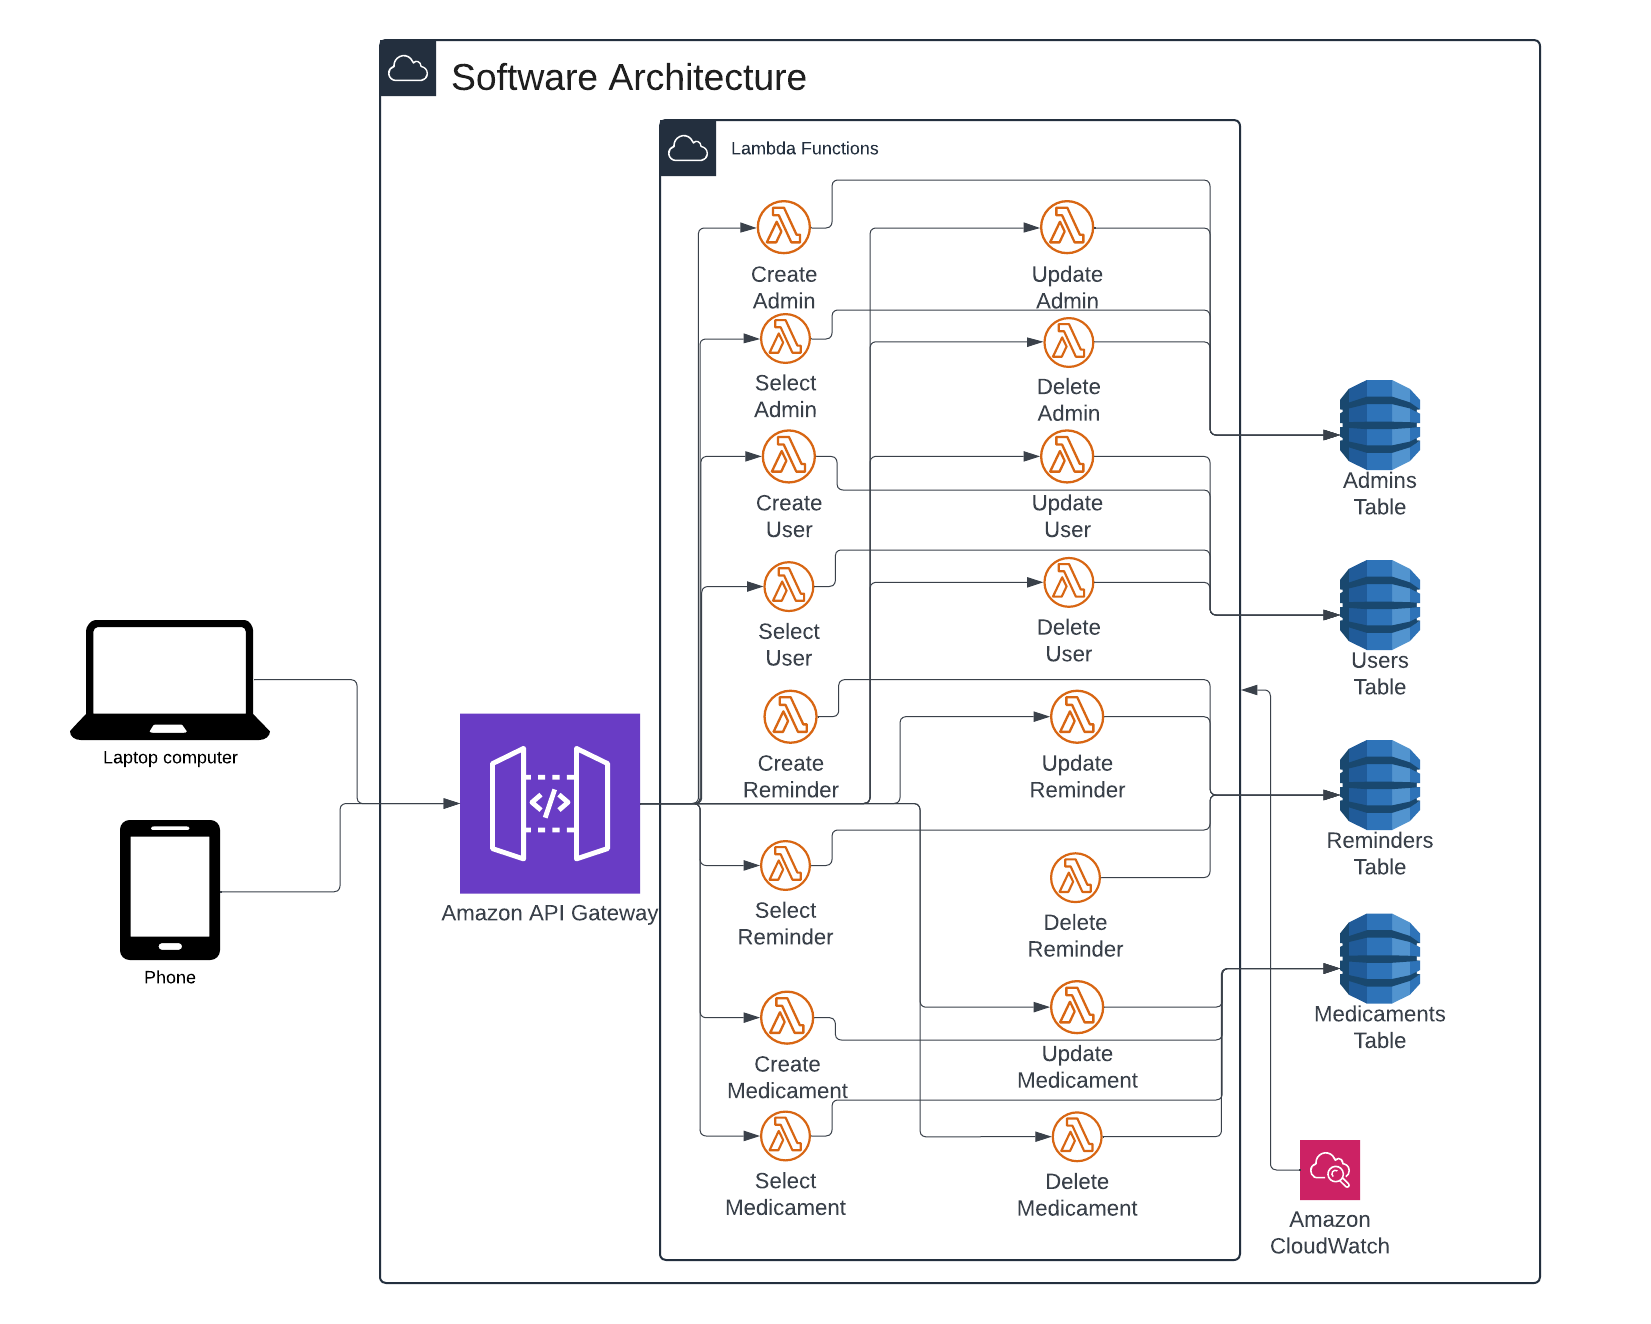 Software Architecture
Lambda Functions
Create
Admin
Update
Admin
Select
Admin
Delete
Admin
Create
User
Update
User
Select
User
Delete
User
Create
Reminder
Update
Reminder
Select
Reminder
Delete
Reminder
Create
Medicament
Update
Medicament
Select
Medicament
Delete
Medicament
Admins
Table
Users
Table
Reminders
Table
Medicaments
Table
Laptop computer
Phone
</>
Amazon API Gateway
Amazon
CloudWatch